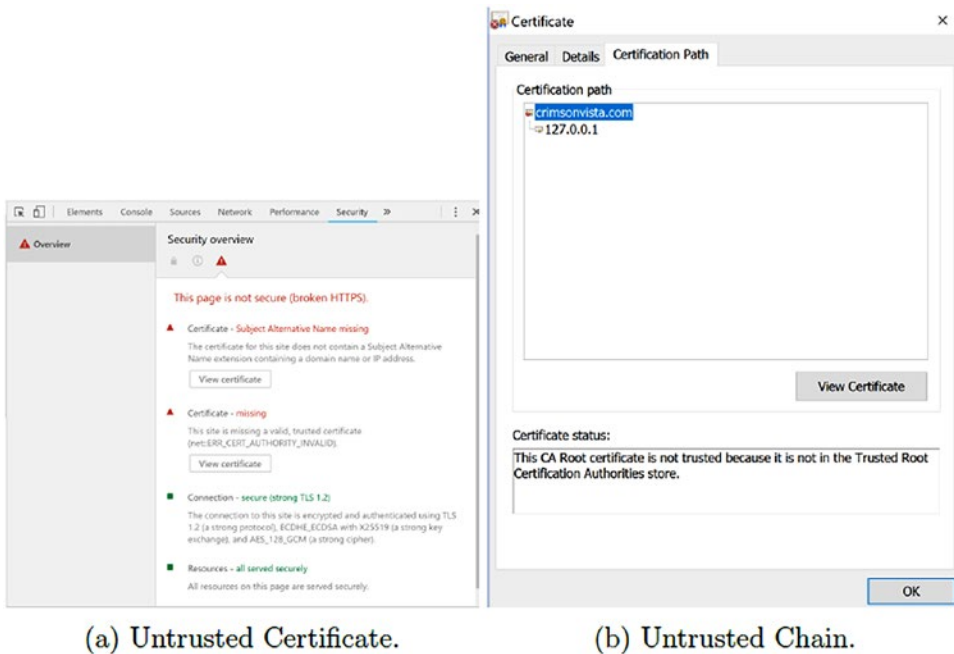 Elements Console Sources Network Performance Security »
Overview
Security overview
This page is not secure (broken HTTPS).
Certificate - Subject Alternative Name missing
The certificate for this site does not contain a Subject Alternative
Name extension containing a domain name or IP address.
View certificate
Certificate - missing
This site is missing a valid, trusted certificate
(net::ERR_CERT_AUTHORITY_INVALID).
View certificate
Connection - secure (strong TLS 1.2)
The connection to this site is encrypted and authenticated using TLS
1.2 (a strong protocol), ECDHE_ECDSA with X25519 (a strong key
exchange), and AES_128_GCM (a strong cipher).
Resources - all served securely
All resources on this page are served securely.
(a) Untrusted Certificate.
Certificate
General Details Certification Path
Certification path
crimsonvista.com
127.0.0.1
View Certificate
Certificate status:
This CA Root certificate is not trusted because it is not in the Trusted Root
Certification Authorities store.
OK
(b) Untrusted Chain.